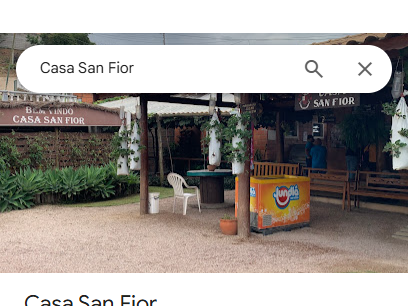 Casa San Fior
BEM VINDO
CASA SAN FIOR
CASA
SAN FIOR
Jundiá
Casa San Fior